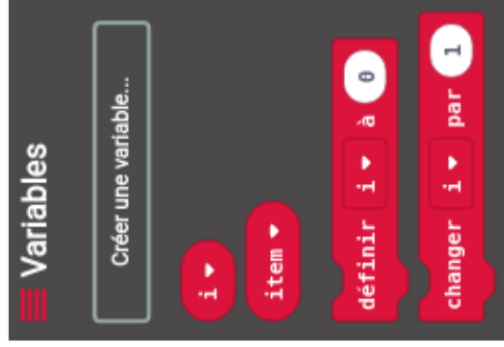 Variables
Créer une variable...
i
item
définir i à 0
changer i par 1